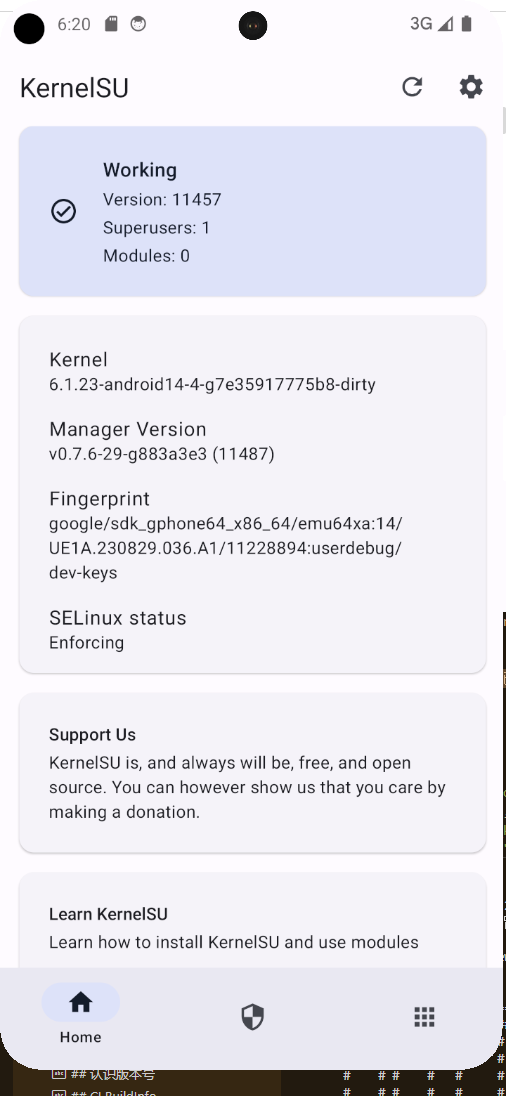 6:20
3G
KernelSU
Working
Version: 11457
Superusers: 1
Modules: 0
Kernel
6.1.23-android14-4-g7e35917775b8-dirty
Manager Version
v0.7.6-29-g883a3e3 (11487)
Fingerprint
google/sdk_gphone64_x86_64/emu64xa:14/
UE1A.230829.036.A1/11228894:userdebug/
dev-keys
SELinux status
Enforcing
Support Us
KernelSU is, and always will be, free, and open
source. You can however show us that you care by
making a donation.
Learn KernelSU
Learn how to install KernelSU and use modules
Home
## 认识版本号
# # # # #
# # # # #